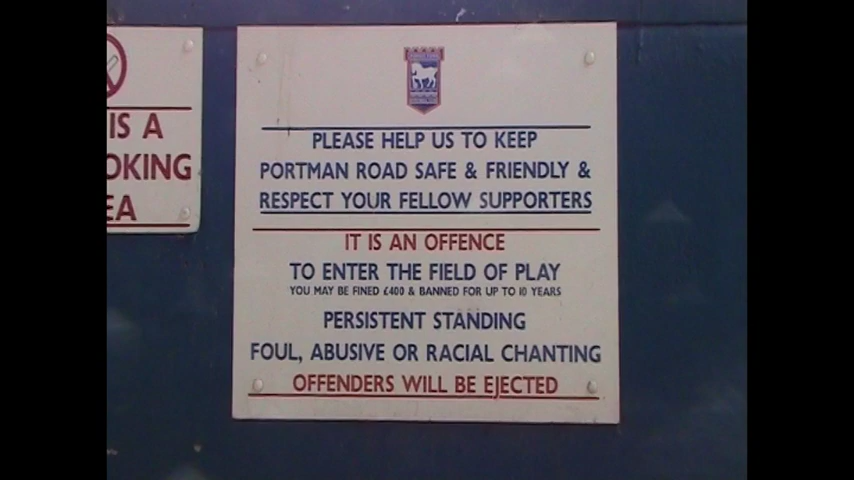 IS A
OKING
EA
PLEASE HELP US TO KEEP
PORTMAN ROAD SAFE & FRIENDLY &
RESPECT YOUR FELLOW SUPPORTERS
IT IS AN OFFENCE
TO ENTER THE FIELD OF PLAY
YOU MAY BE FINED £400 & BANNED FOR UP TO 10 YEARS
PERSISTENT STANDING
FOUL, ABUSIVE OR RACIAL CHANTING
OFFENDERS WILL BE EJECTED